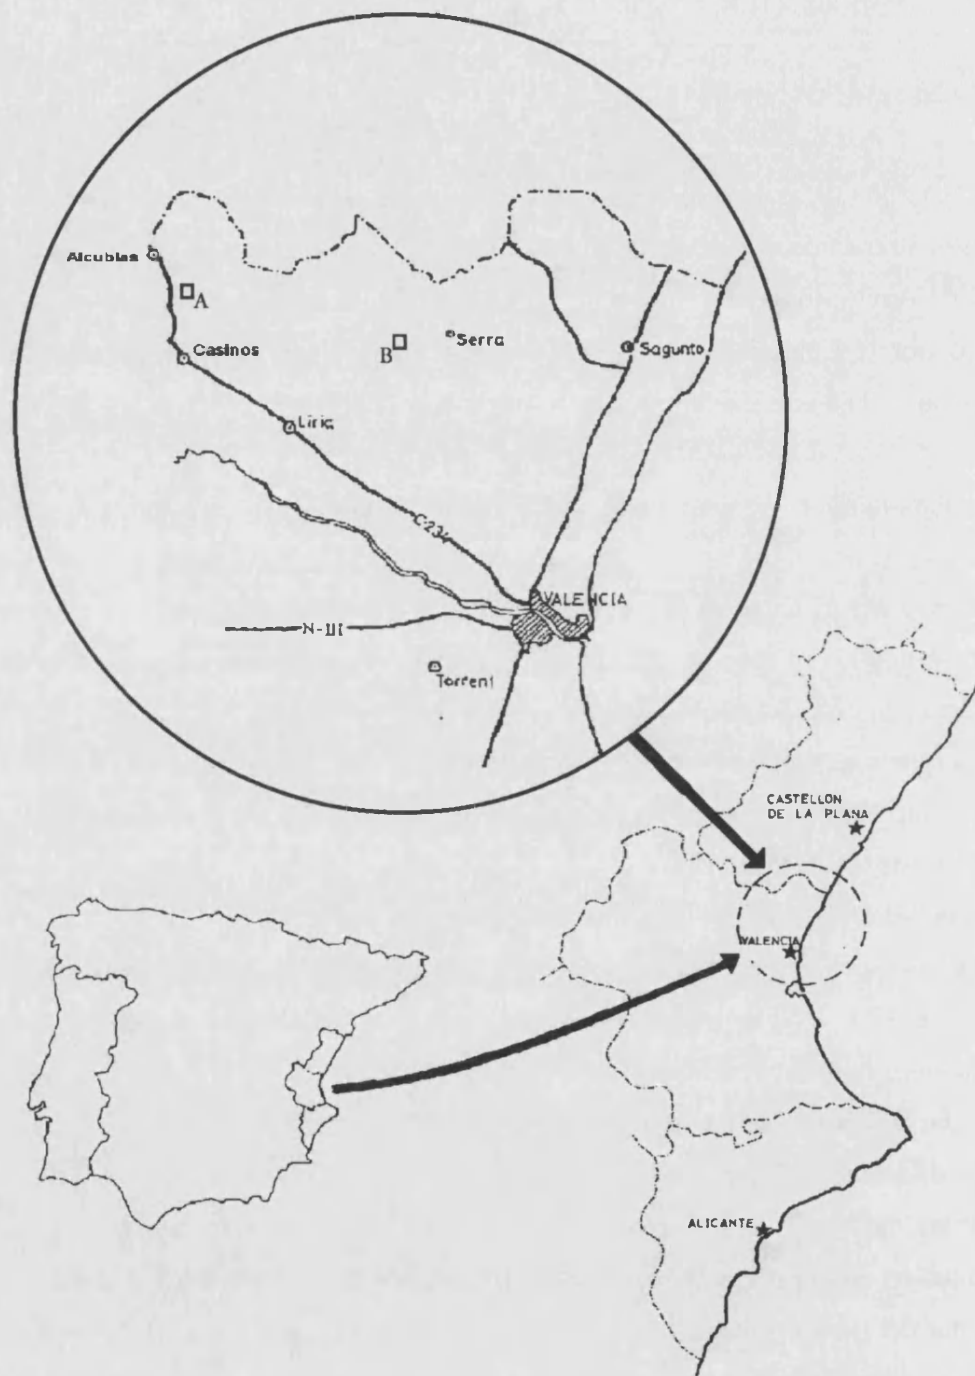 Alcublas
A
Casinos
B
Serra
Sagunto
Liria
C-234
VALENCIA
N-III
Torrent
CASTELLON
DE LA PLANA
VALENCIA
ALICANTE